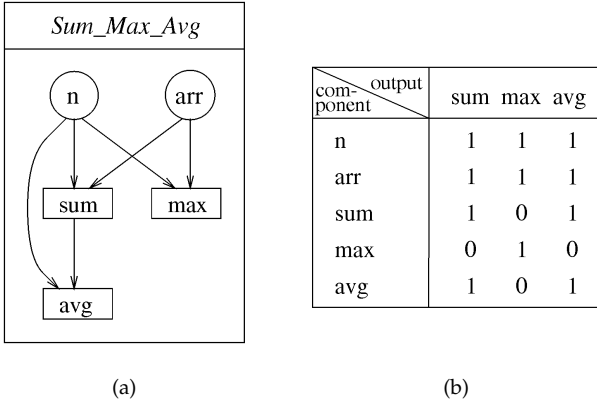 Sum_Max_Avg
n arr
sum max
avg
(a)
com-
ponent output sum max avg
n 1 1 1
arr 1 1 1
sum 1 0 1
max 0 1 0
avg 1 0 1
(b)